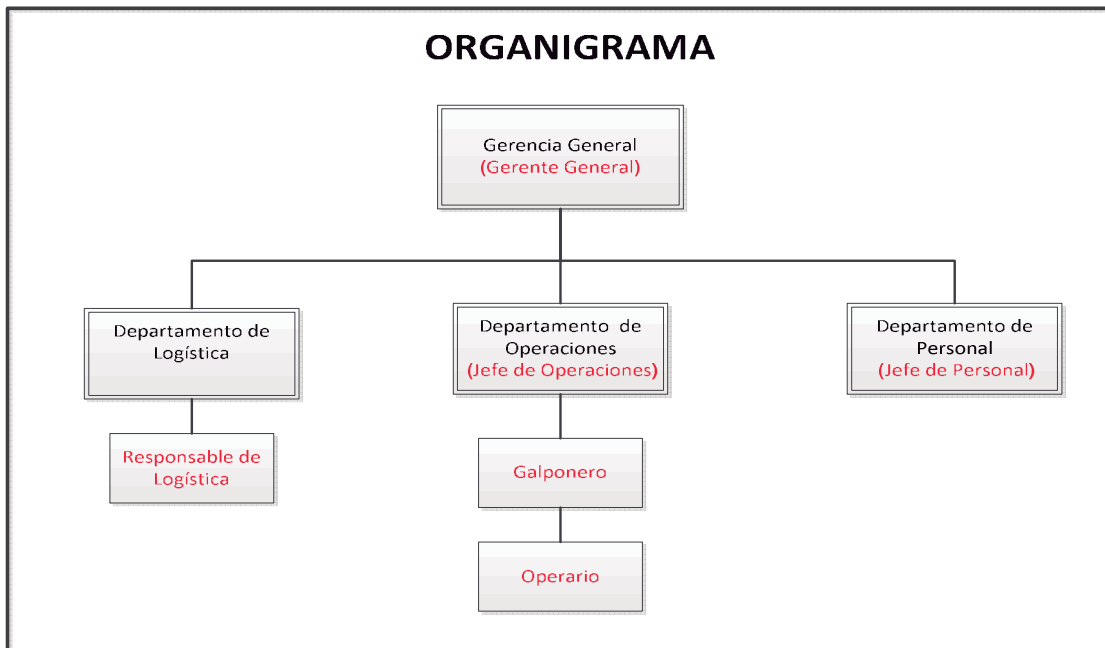 ORGANIGRAMA
Gerencia General
(Gerente General)
Departamento de
Logística
Departamento de
Operaciones
(Jefe de Operaciones)
Departamento de
Personal
(Jefe de Personal)
Responsable de
Logística
Galponero
Operario